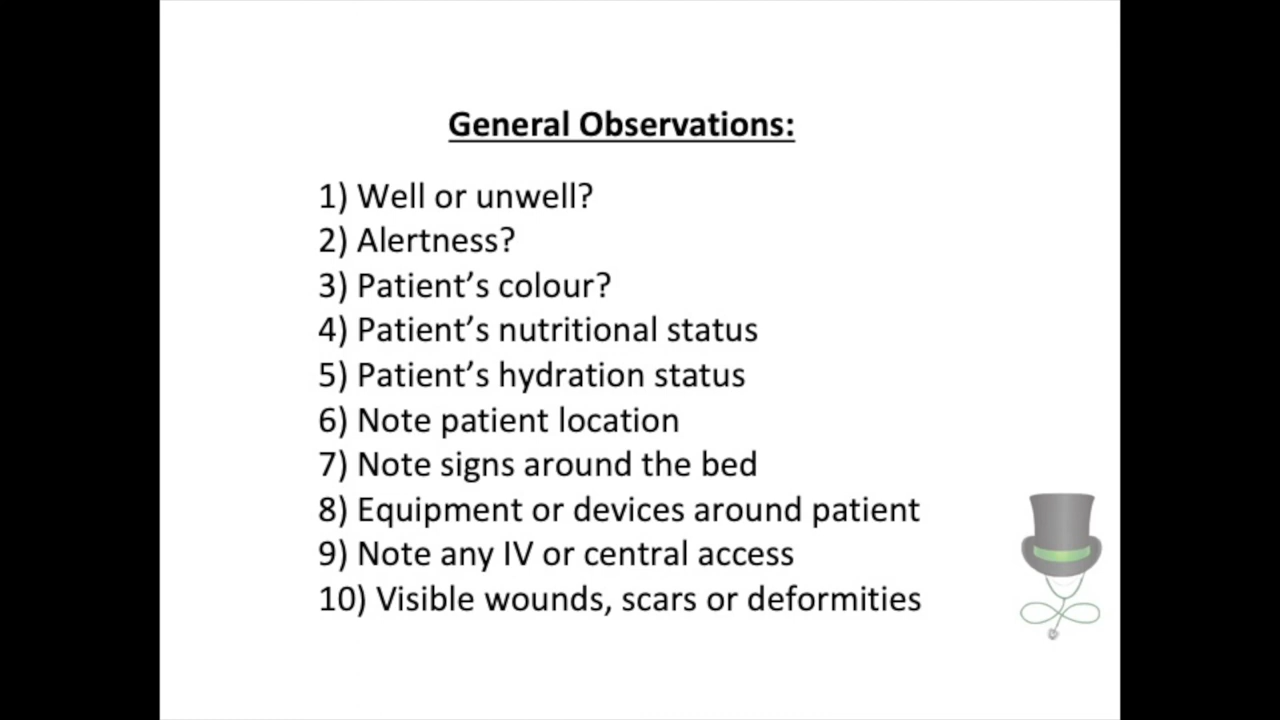 General Observations:
1) Well or unwell?
2) Alertness?
3) Patient’s colour?
4) Patient’s nutritional status
5) Patient’s hydration status
6) Note patient location
7) Note signs around the bed
8) Equipment or devices around patient
9) Note any IV or central access
10) Visible wounds, scars or deformities